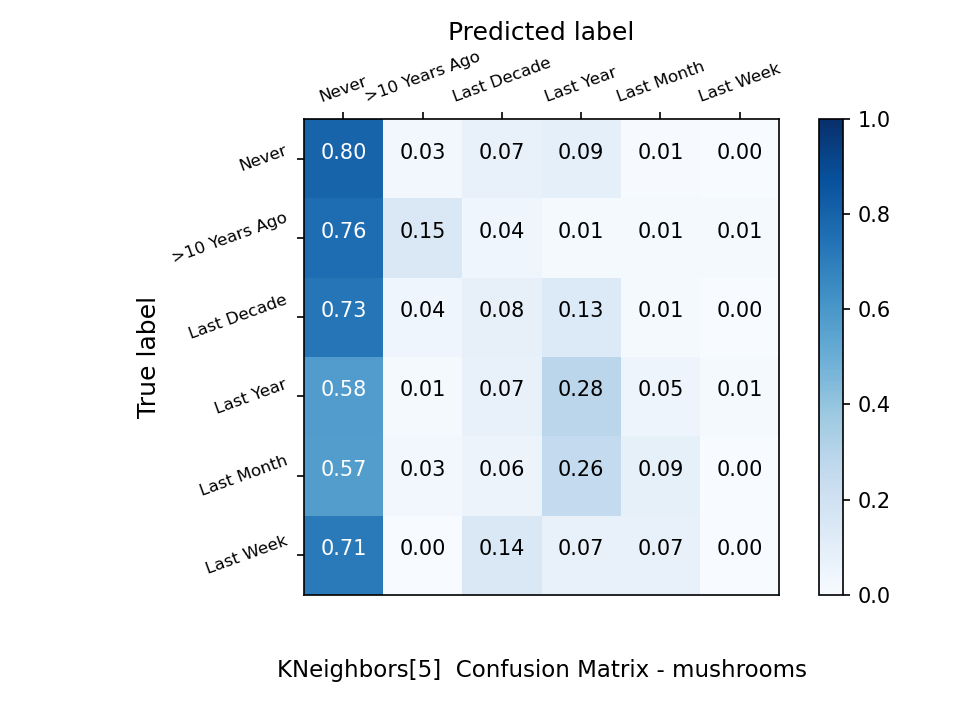 Predicted label
Never >10 Years Ago Last Decade Last Year Last Month Last Week
Never 0.80 0.03 0.07 0.09 0.01 0.00
>10 Years Ago 0.76 0.15 0.04 0.01 0.01 0.01
Last Decade 0.73 0.04 0.08 0.13 0.01 0.00
Last Year 0.58 0.01 0.07 0.28 0.05 0.01
Last Month 0.57 0.03 0.06 0.26 0.09 0.00
Last Week 0.71 0.00 0.14 0.07 0.07 0.00
True label
1.0
0.8
0.6
0.4
0.2
0.0
KNeighbors[5]  Confusion Matrix - mushrooms